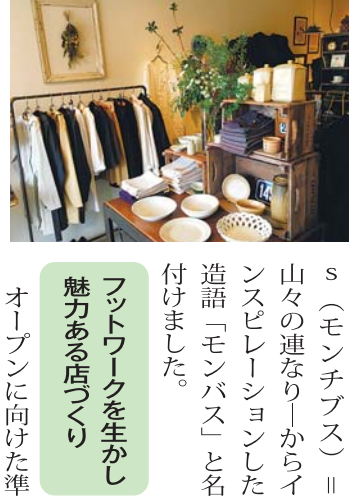 s（モンチブス）＝
山々の連なり―からイ
ンスピレーションした
造語「モンバス」と名
付けました。
フットワークを生かし
魅力ある店づくり
オープンに向けた準